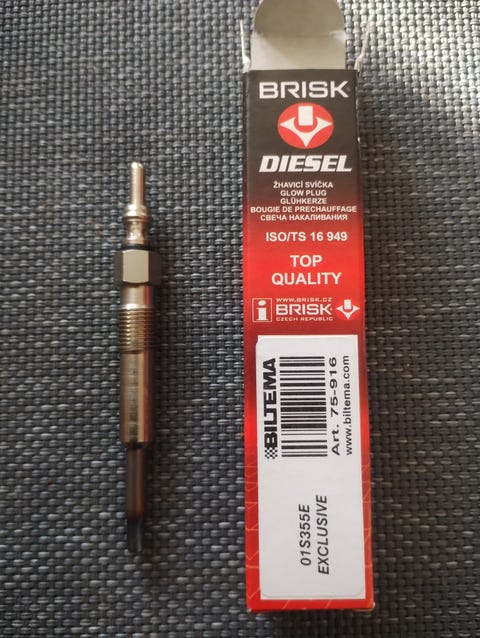 BRISK
DIESEL
ŽHAVICÍ SVÍČKA
GLOW PLUG
GLÜHKERZE
BOUGIE DE PRECHAUFFAGE
СВЕЧА НАКАЛИВАНИЯ
ISO/TS 16 949
TOP
QUALITY
WWW.BRISK.CZ
i BRISK
CZECH REPUBLIC
BILTEMA
Art. 75-916
www.biltema.com
01S355E
EXCLUSIVE